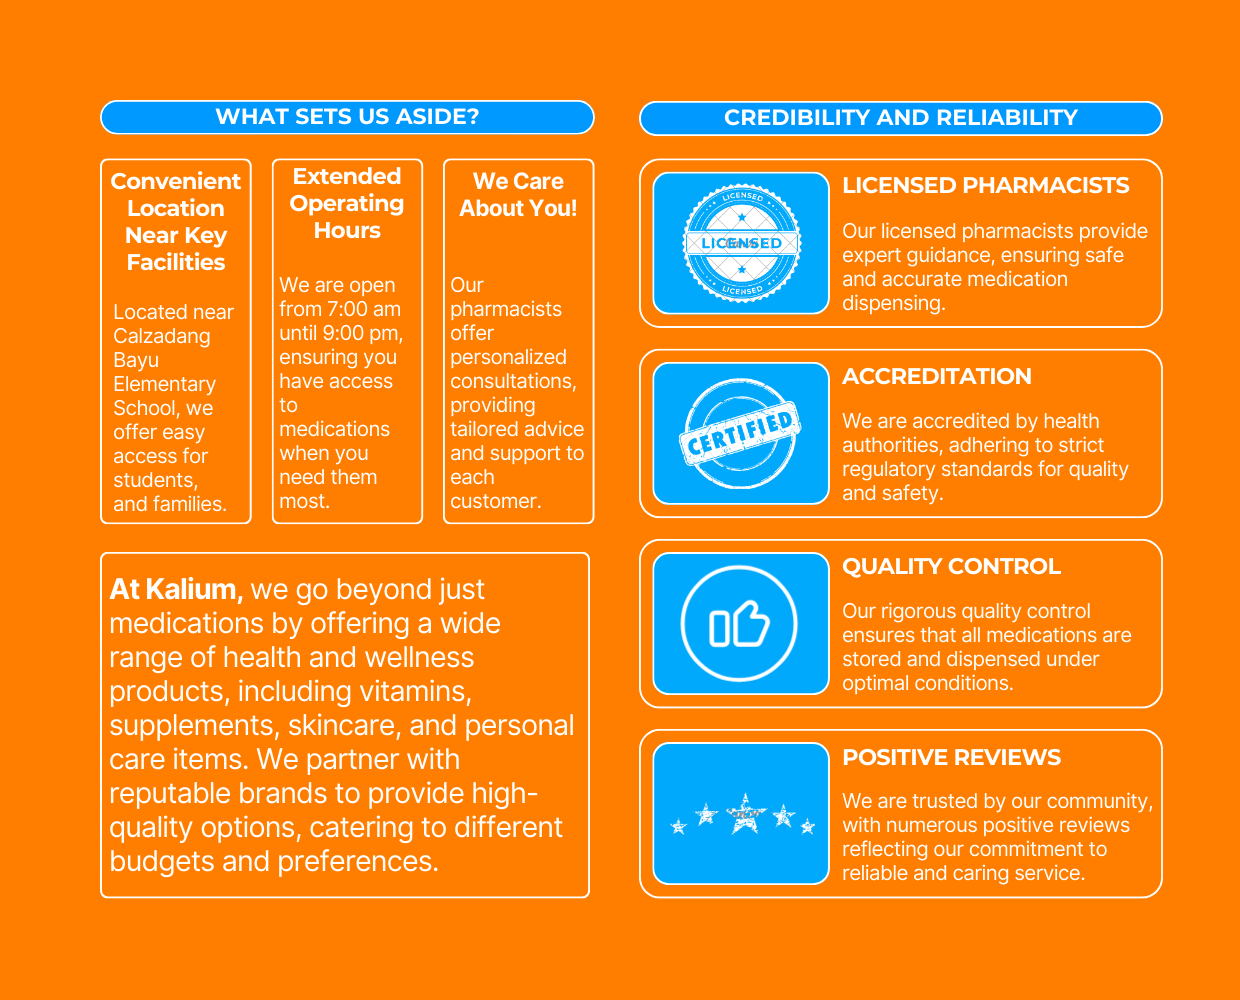 WHAT SETS US ASIDE?
Convenient
Location
Near Key
Facilities
Located near
Calzadang
Bayu
Elementary
School, we
offer easy
access for
students,
and families.
Extended
Operating
Hours
We are open
from 7:00 am
until 9:00 pm,
ensuring you
have access
to
medications
when you
need them
most.
We Care
About You!
Our
pharmacists
offer
personalized
consultations,
providing
tailored advice
and support to
each
customer.
At Kalium, we go beyond just
medications by offering a wide
range of health and wellness
products, including vitamins,
supplements, skincare, and personal
care items. We partner with
reputable brands to provide high-
quality options, catering to different
budgets and preferences.
CREDIBILITY AND RELIABILITY
LICENSED
LICENSED
LICENSED
LICENSED PHARMACISTS
Our licensed pharmacists provide
expert guidance, ensuring safe
and accurate medication
dispensing.
CERTIFIED
ACCREDITATION
We are accredited by health
authorities, adhering to strict
regulatory standards for quality
and safety.
QUALITY CONTROL
Our rigorous quality control
ensures that all medications are
stored and dispensed under
optimal conditions.
POSITIVE REVIEWS
We are trusted by our community,
with numerous positive reviews
reflecting our commitment to
reliable and caring service.